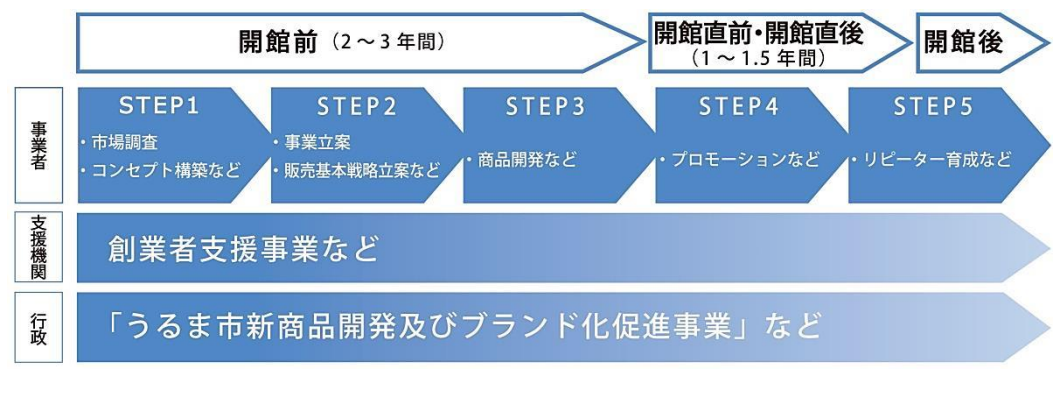 開館前（2～3年間）
開館直前・開館直後
（1～1.5年間）
開館後
事業者
STEP1
・市場調査
・コンセプト構築など
STEP2
・事業立案
・販売基本戦略立案など
STEP3
・商品開発など
STEP4
・プロモーションなど
STEP5
・リピーター育成など
支援機関
創業者支援事業など
行政
「うるま市新商品開発及びブランド化促進事業」など